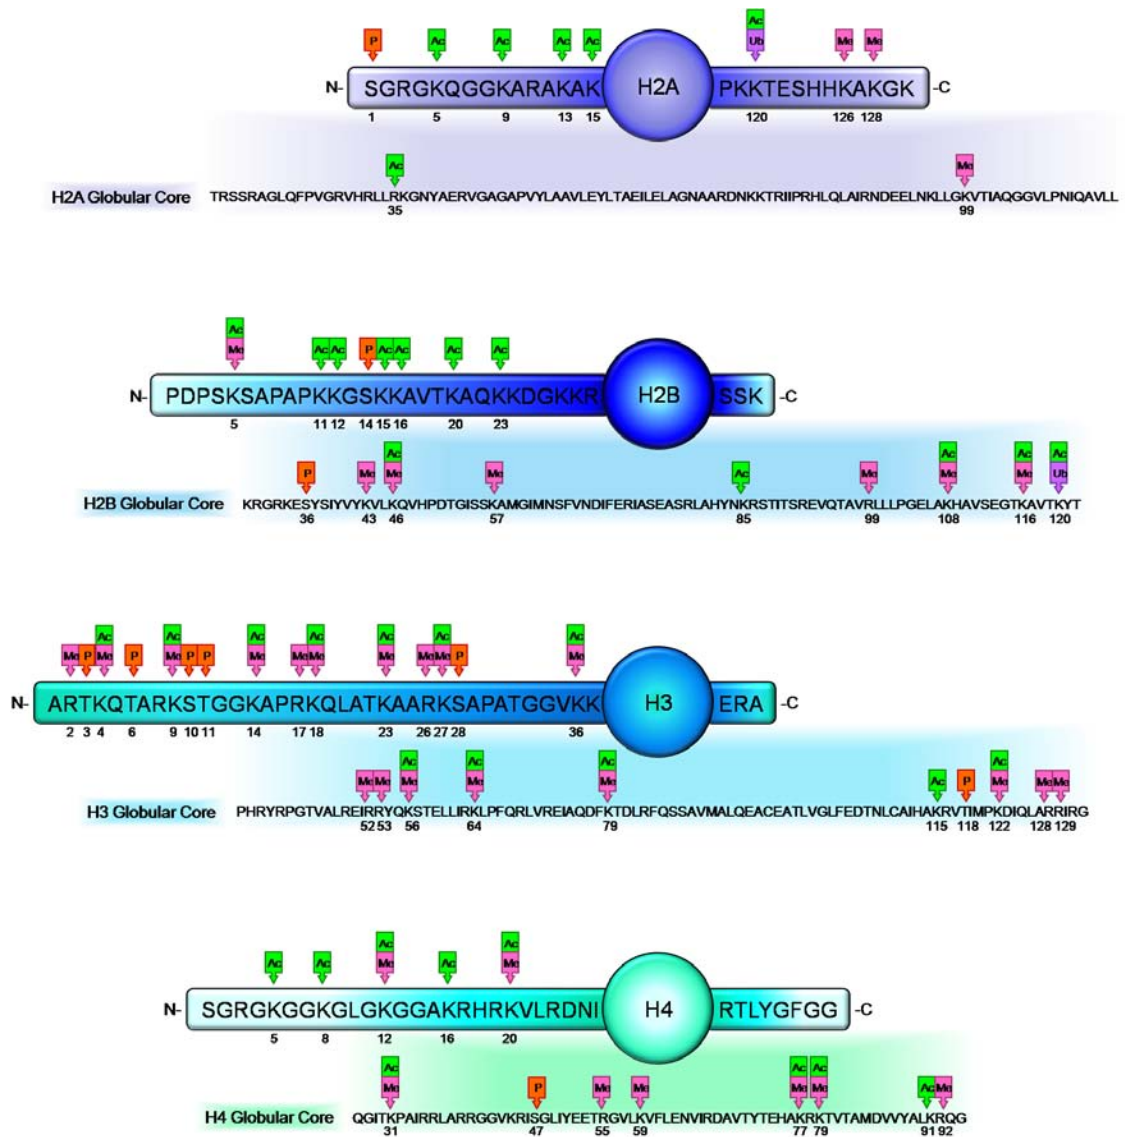 Ac
P Ac Ac Ac Ac Ub Me Me
N- SGRGKQGGKARAKAK H2A PKKTESHHKAKGK -C
1 5 9 13 15 120 126 128
Ac Me
H2A Globular Core TRSSRAGLQFPVGRVHRLLRKGNYAERVGAGAPVYLAAVLEYLTAEILELAGNAARDNKKTRIIPRHLQLAIRNDEELNKLLGKVTIAQGGVLPNIQAVLL
35 99
Ac
Me Ac Ac P Ac Ac Ac Ac
N- PDPSKSAPAPKKGSKKAVTKAQKKDGKKR H2B SSK -C
5 11 12 14 15 16 20 23
Ac Ac Ac Ac
P Me Me Me Ac Me Me Me Ub
H2B Globular Core KRGRKESYSIYVYKVLKQVHPDTGISSKAMGIMNSFVNDIFERIASEASRLAHYNKRSTITSREVQTAVRLLLPGELAKHAVSEGTKAVTKYT
36 43 46 57 85 99 108 116 120
Ac Ac Ac Ac Ac Ac Ac
Me P Me P Me P P Me Me Me Me Me Me P Me
N- ARTKQTARKSTGGKAPRKQLATKAARKSAPATGGVKK H3 ERA -C
2 3 4 6 9 10 11 14 17 18 23 26 27 28 36
Ac Ac Ac Ac
Me Me Me Me Me Ac P Me Me Me
H3 Globular Core PHRYRPGTVALREIRRYQKSTELLIRKLPFQRLVREIAQDFKTDLRFQSSAVMALQEACEATLVGLFEDTNLCAIHAKRVTIMPKDIQLARRIRG
52 53 56 64 79 115 118 122 128 129
Ac Ac
Ac Ac Me Ac Me
N- SGRGKGGKGLGKGGAKRHRKVLRDNI H4 RTLYGFGG -C
5 8 12 16 20
Ac Ac Ac
Me P Me Me Me Me Ac Me
H4 Globular Core QGITKPAIRRLARRGGVKRISGLIYEETRGVLKVFLENVIRDAVTYTEHAKRKTVTAMDVVYALKRQG
31 47 55 59 77 79 91 92